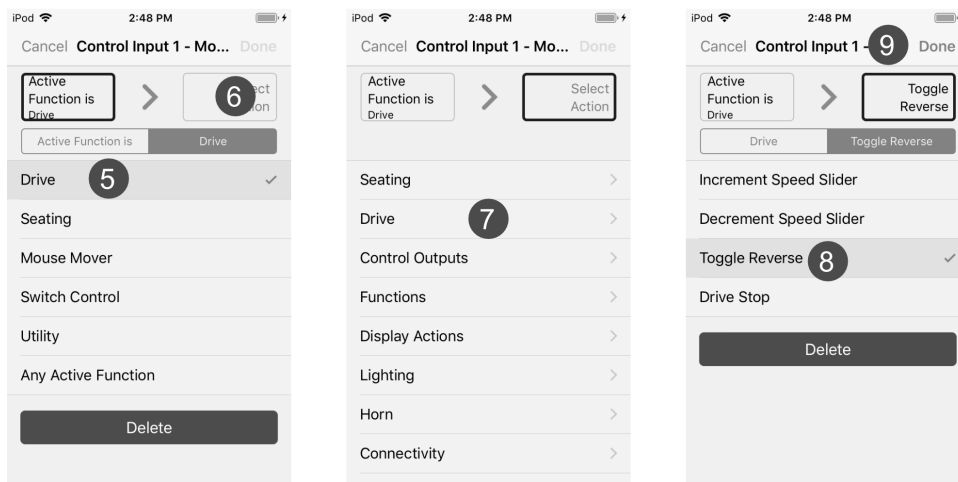 iPod 2:48 PM
Cancel Control Input 1 - Mo... Done
Active
Function is
Drive
6
Active Function is Drive
Drive 5
Seating
Mouse Mover
Switch Control
Utility
Any Active Function
Delete
iPod 2:48 PM
Cancel Control Input 1 - Mo... Done
Active
Function is
Drive
Select
Action
Seating
Drive 7
Control Outputs
Functions
Display Actions
Lighting
Horn
Connectivity
iPod 2:48 PM
Cancel Control Input 1 - 9 Done
Active
Function is
Drive
Toggle
Reverse
Drive Toggle Reverse
Increment Speed Slider
Decrement Speed Slider
Toggle Reverse 8
Drive Stop
Delete